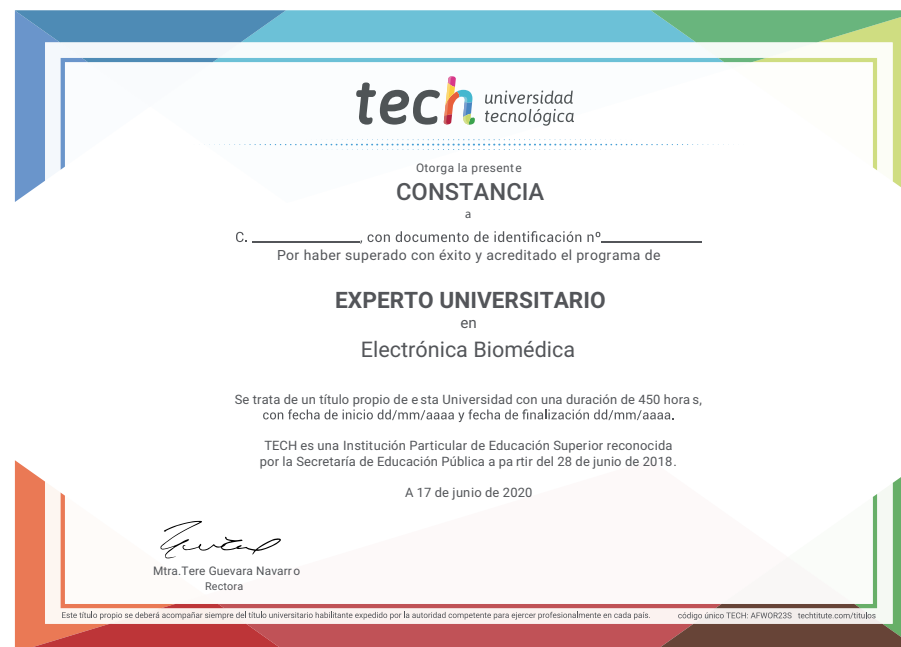 tech universidad
tecnológica
Otorga la presente
CONSTANCIA
a
C. ____________, con documento de identificación nº____________
Por haber superado con éxito y acreditado el programa de
EXPERTO UNIVERSITARIO
en
Electrónica Biomédica
Se trata de un título propio de esta Universidad con una duración de 450 horas,
con fecha de inicio dd/mm/aaaa y fecha de finalización dd/mm/aaaa.
TECH es una Institución Particular de Educación Superior reconocida
por la Secretaría de Educación Pública a partir del 28 de junio de 2018.
A 17 de junio de 2020
Mtra.Tere Guevara Navarro
Rectora
Este título propio se deberá acompañar siempre del título universitario habilitante expedido por la autoridad competente para ejercer profesionalmente en cada país. código único TECH: AFWOR23S techtitute.com/titulos